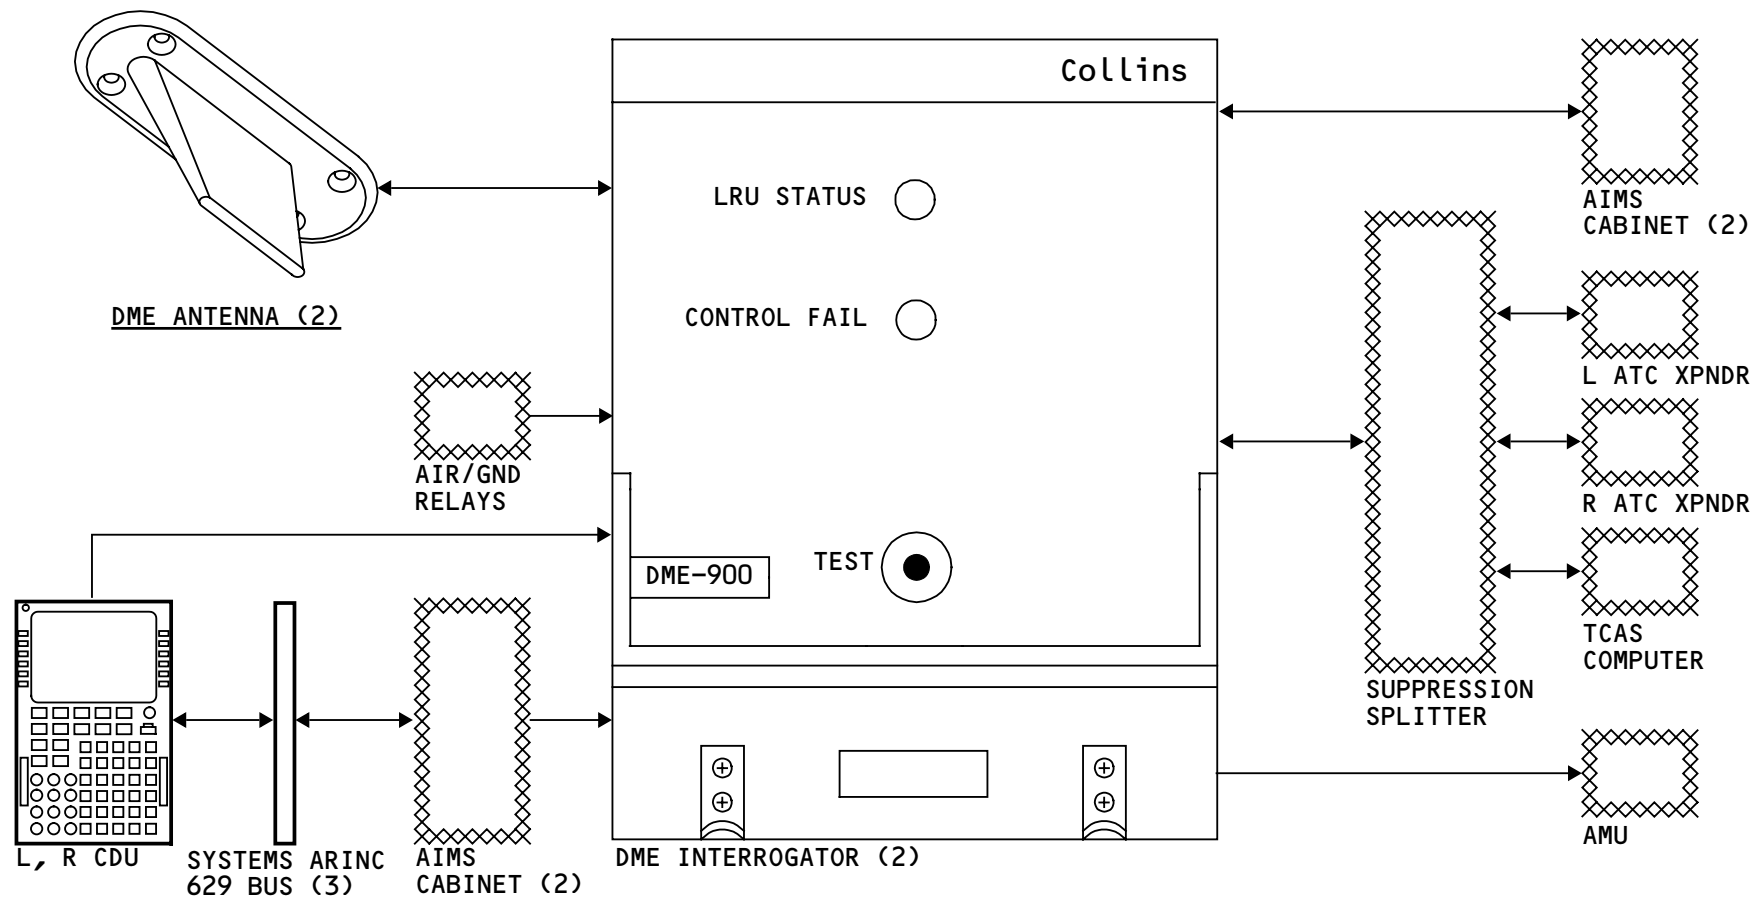 Collins
LRU STATUS
CONTROL FAIL
TEST
DME-900
DME INTERROGATOR (2)
DME ANTENNA (2)
AIR/GND
RELAYS
L, R CDU
SYSTEMS ARINC
629 BUS (3)
AIMS
CABINET (2)
AIMS
CABINET (2)
L ATC XPNDR
R ATC XPNDR
TCAS
COMPUTER
SUPPRESSION
SPLITTER
AMU